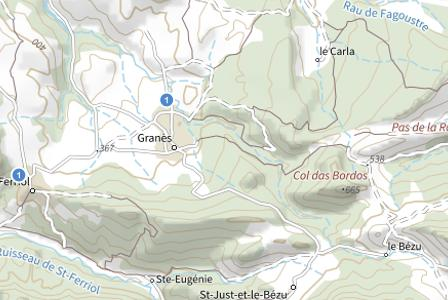 Rau de Fagoustre
400
le Carla
1
Pas de la R
Granès
367
538
1
Ferriol
Col das Bordos
665
le Bézu
Ruisseau de St-Ferriol
Ste-Eugénie
St-Just-et-le-Bézu